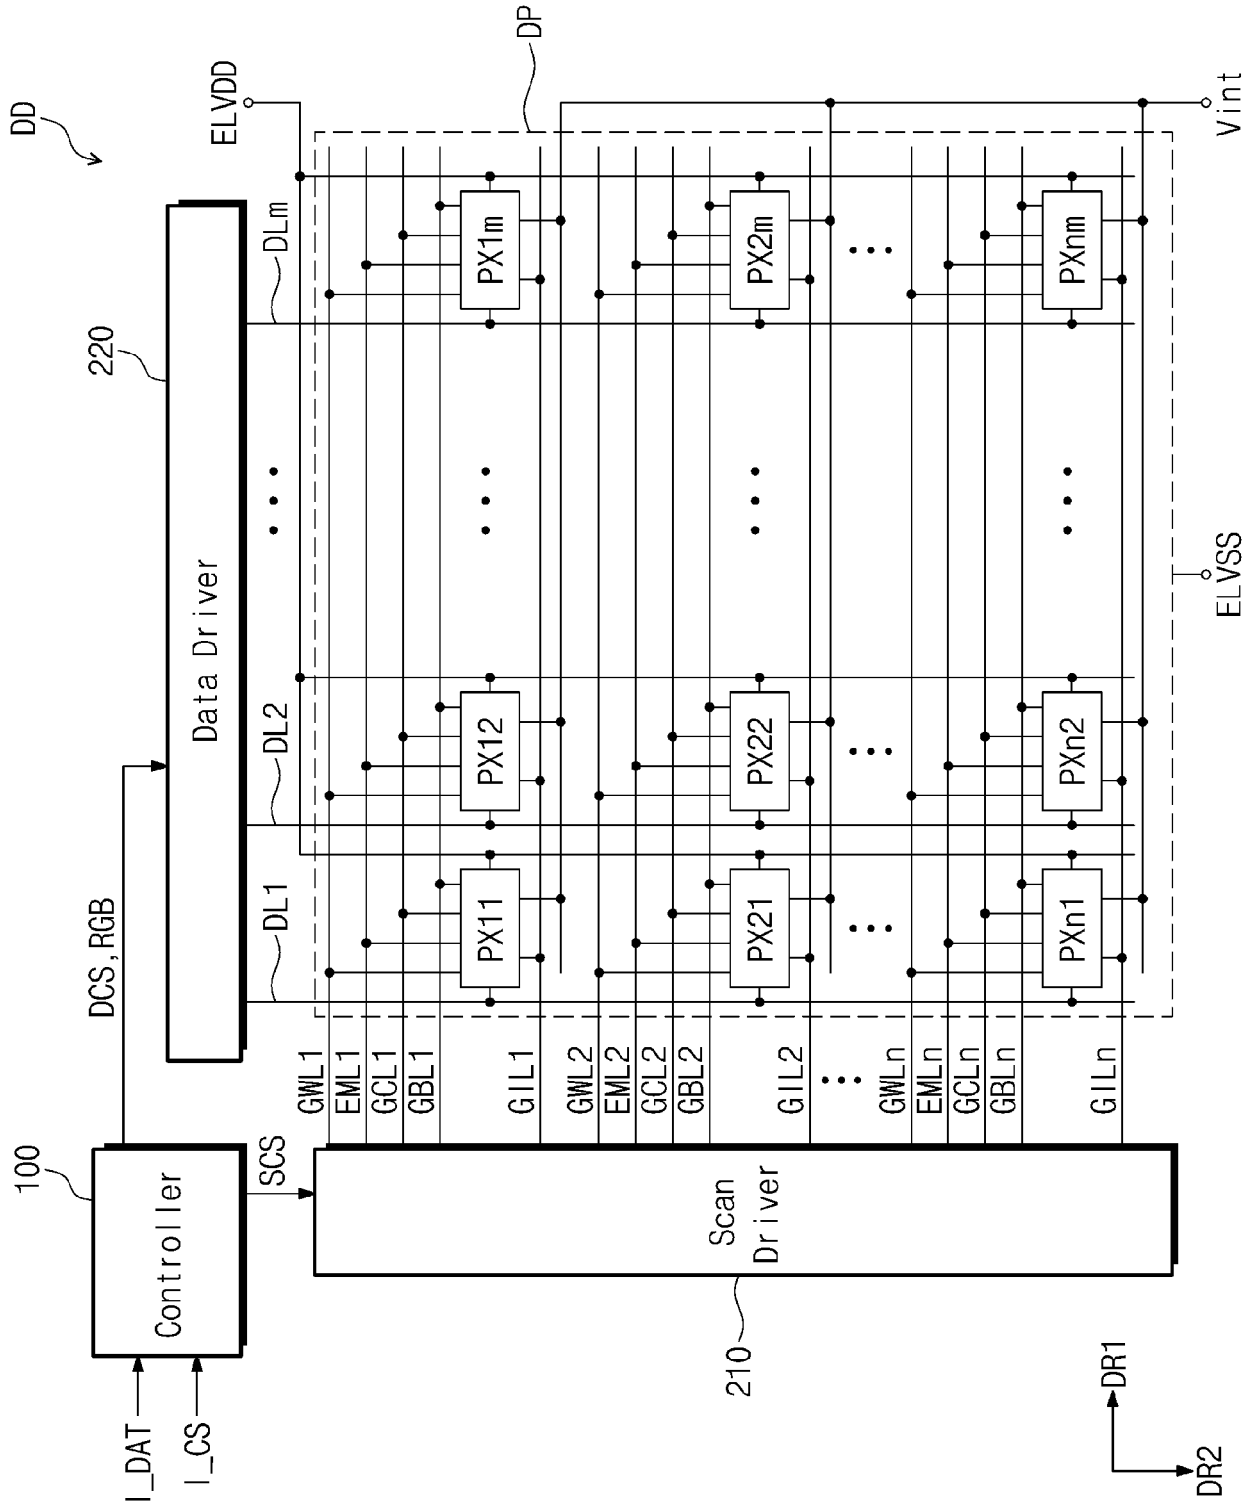 DD
100
DCS,RGB
220
I_DAT
Controller
I_CS
Data Driver
ELVDD
SCS
DL1
DL2
DLm
GWL1
EML1
GCL1
GBL1
PX11
PX12
PX1m
GIL1
DP
GWL2
EML2
GCL2
GBL2
210
Scan
Driver
PX21
PX22
PX2m
GIL2
GWLn
EMLn
GCLn
GBLn
PXn1
PXn2
PXnm
GILn
DR1
DR2
ELVSS
Vint